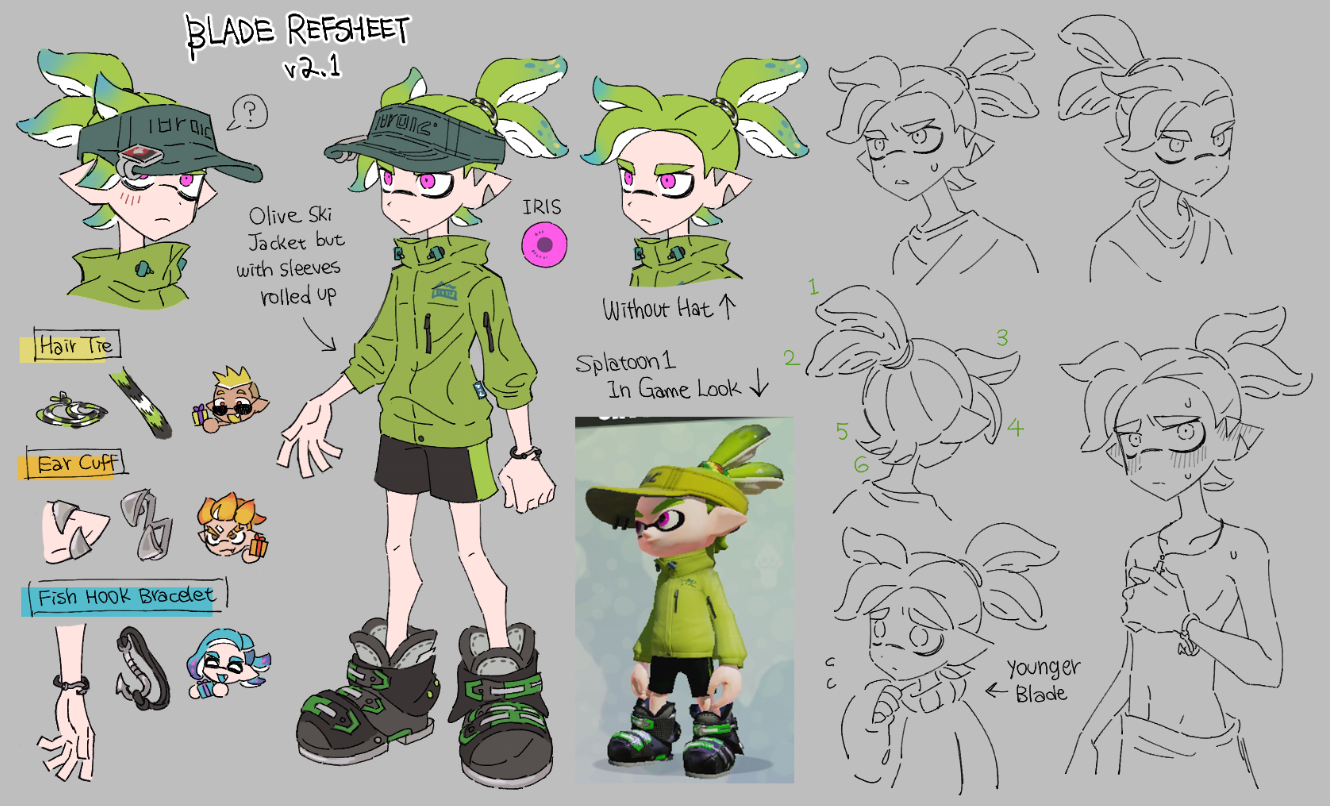 BLADE REFSHEET
v2.1
?
Olive Ski
Jacket but
with sleeves
rolled up
IRIS
Without Hat ↑
Splatoon1
In Game Look ↓
Hair Tie
Ear Cuff
Fish Hook Bracelet
1
2
3
4
5
6
← younger
Blade